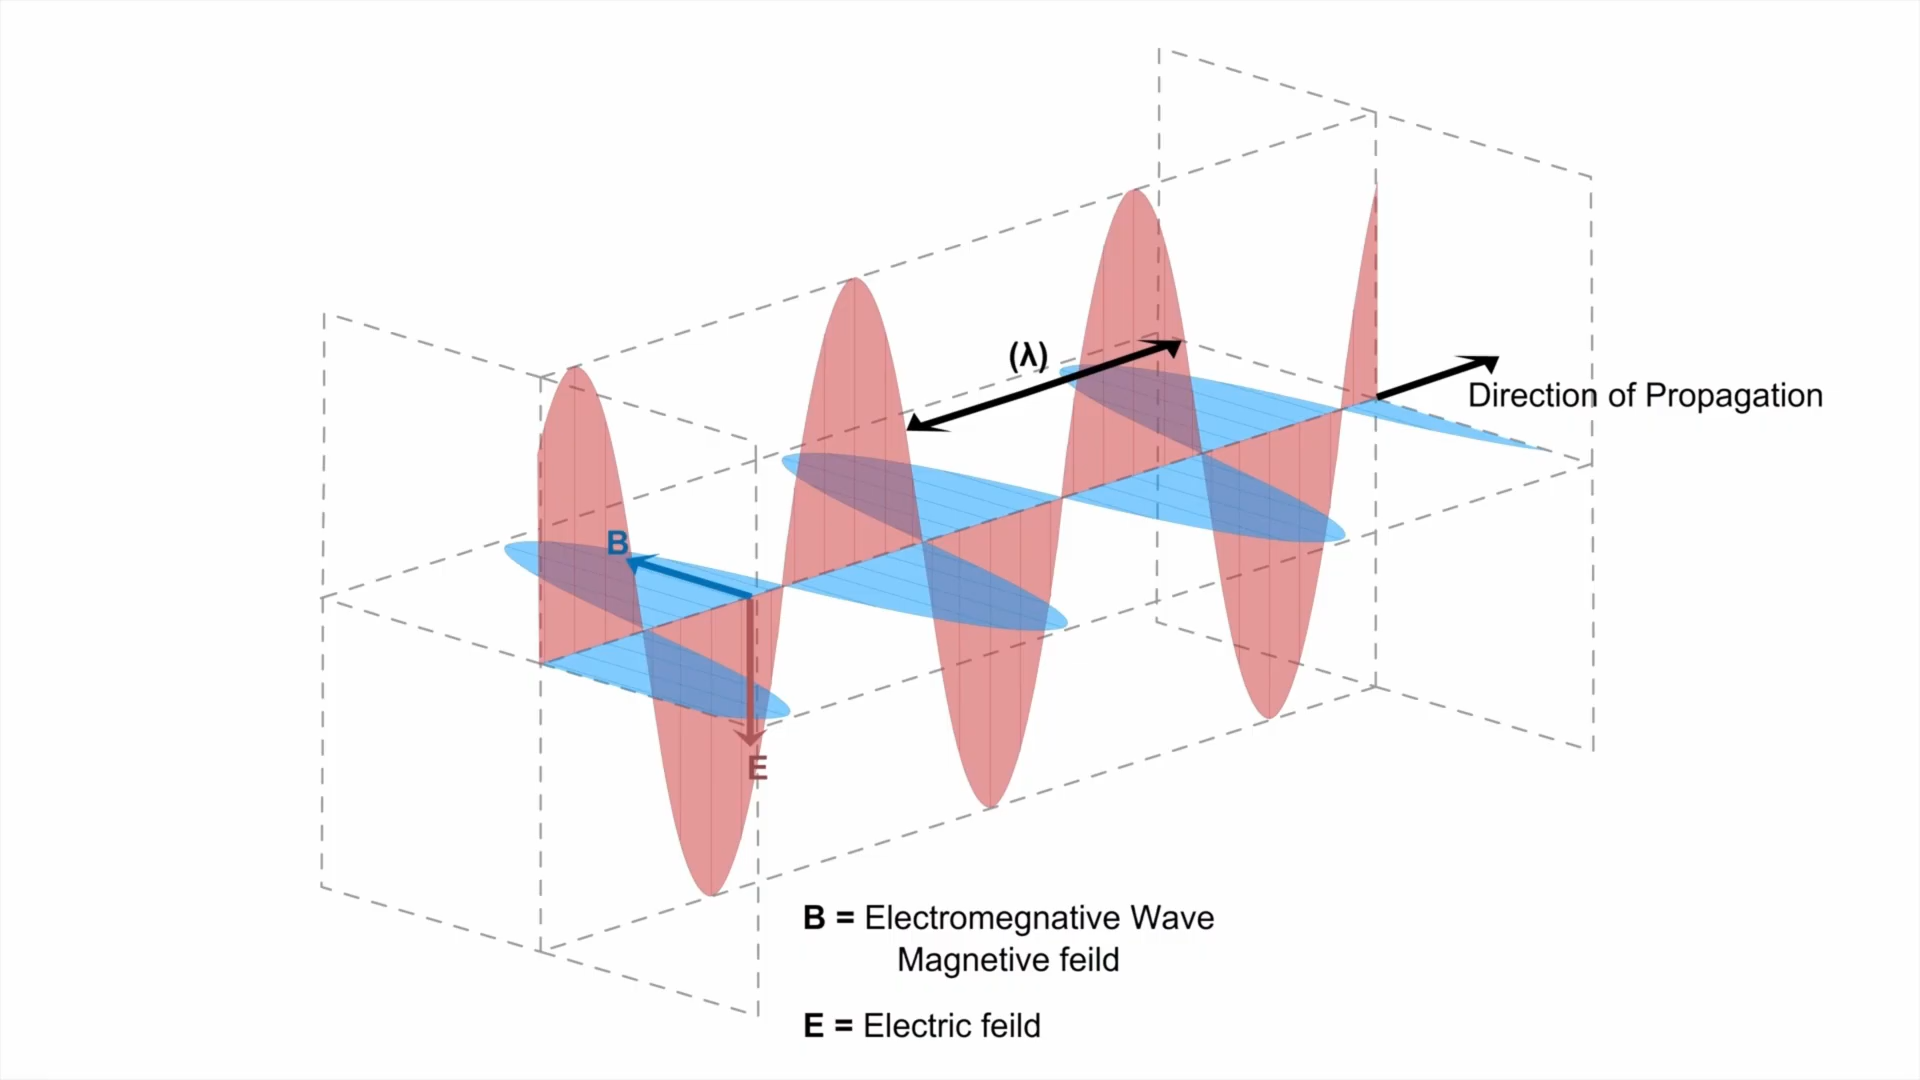 (λ)
Direction of Propagation
B
E
B = Electromegnative Wave
Magnetive feild
E = Electric feild